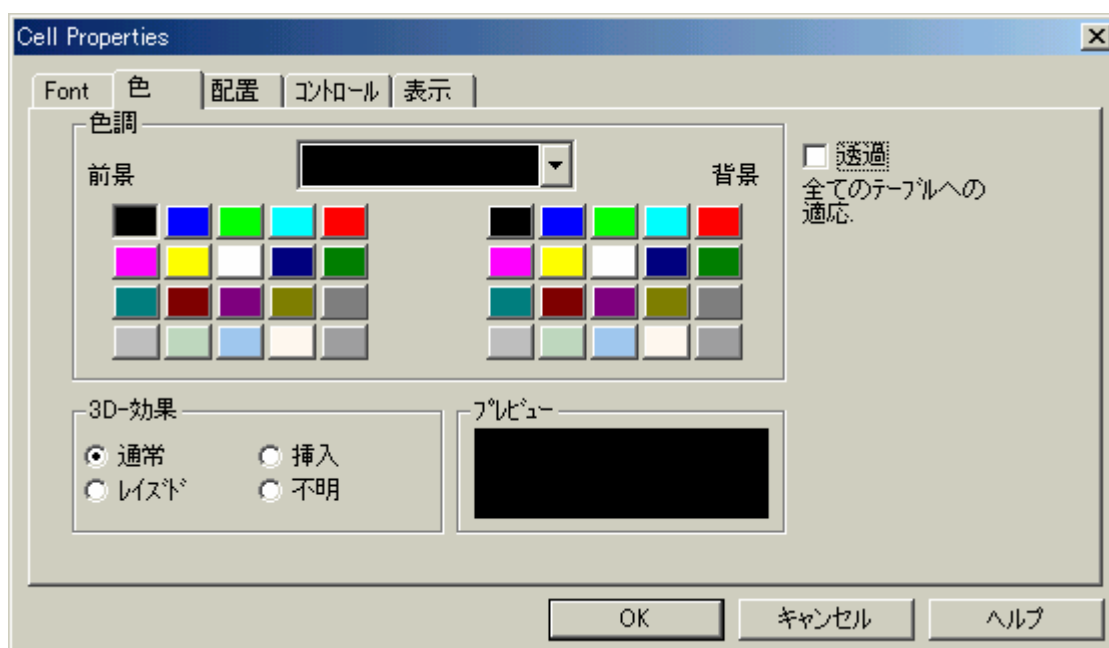 Cell Properties
Font 色 配置 ｺﾝﾄﾛｰﾙ 表示
色調
前景
背景
透過
全てのﾃｰﾌﾞﾙへの
適応.
3D-効果
通常
挿入
ﾚｲｽﾞﾄﾞ
不明
ﾌﾟﾚﾋﾞｭｰ
OK
キャンセル
ヘルプ